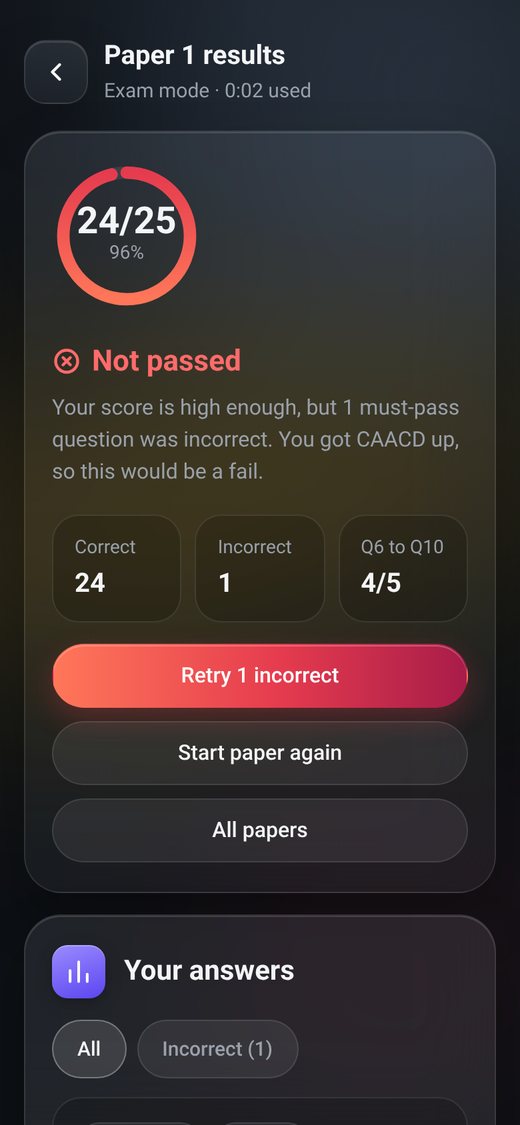 Paper 1 results
Exam mode · 0:02 used
24/25
96%
Not passed
Your score is high enough, but 1 must-pass
question was incorrect. You got CAACD up,
so this would be a fail.
Correct
24
Incorrect
1
Q6 to Q10
4/5
Retry 1 incorrect
Start paper again
All papers
Your answers
All
Incorrect (1)